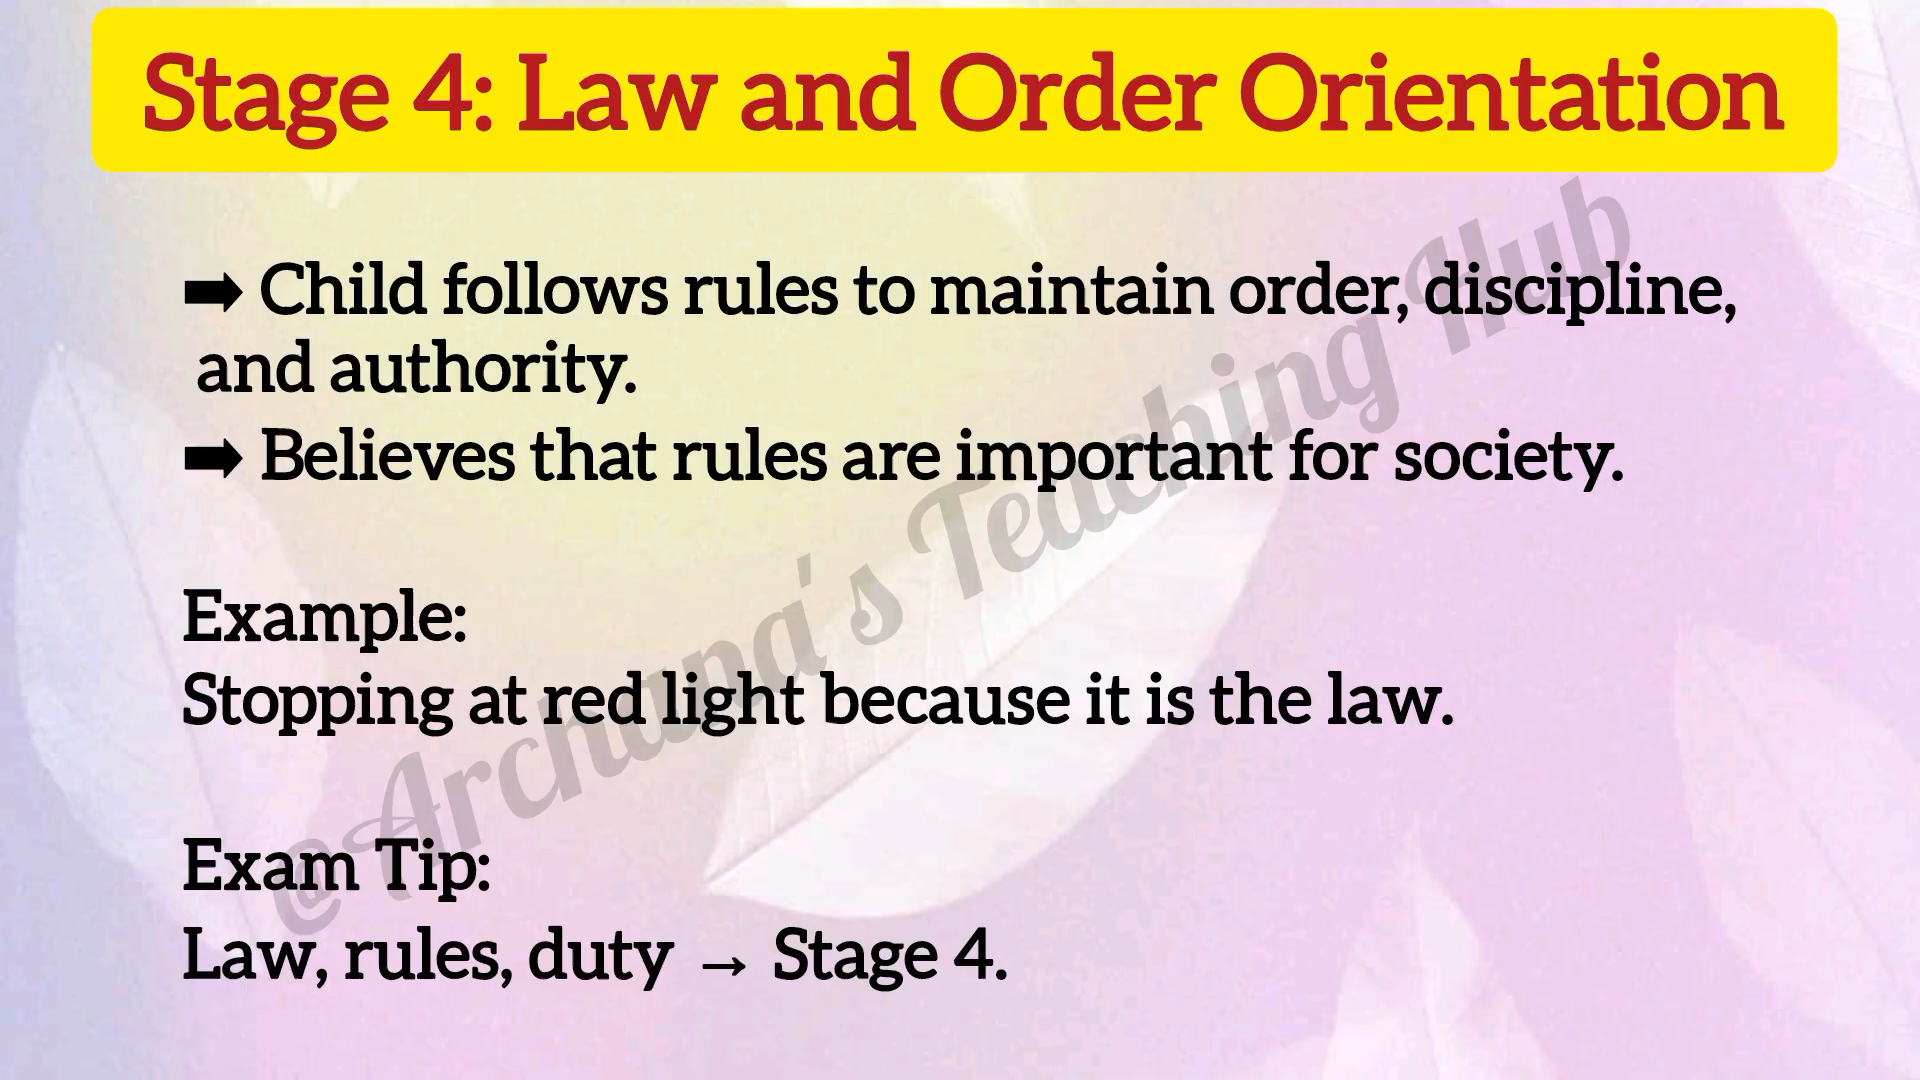 Stage 4: Law and Order Orientation
➡ Child follows rules to maintain order, discipline,
and authority.
➡ Believes that rules are important for society.
Example:
Stopping at red light because it is the law.
Exam Tip:
Law, rules, duty → Stage 4.
@Archana's Teaching Hub